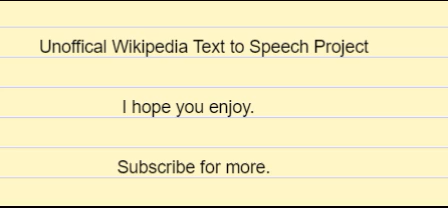 Unoffical Wikipedia Text to Speech Project
I hope you enjoy.
Subscribe for more.